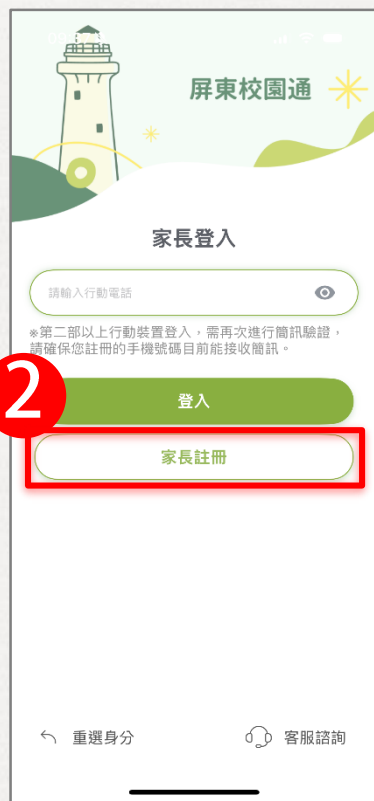 屏東校園通
家長登入
請輸入行動電話
※第二部以上行動裝置登入，需再次進行簡訊驗證，
請確保您註冊的手機號碼目前能接收簡訊。
2
登入
家長註冊
重選身分
客服諮詢